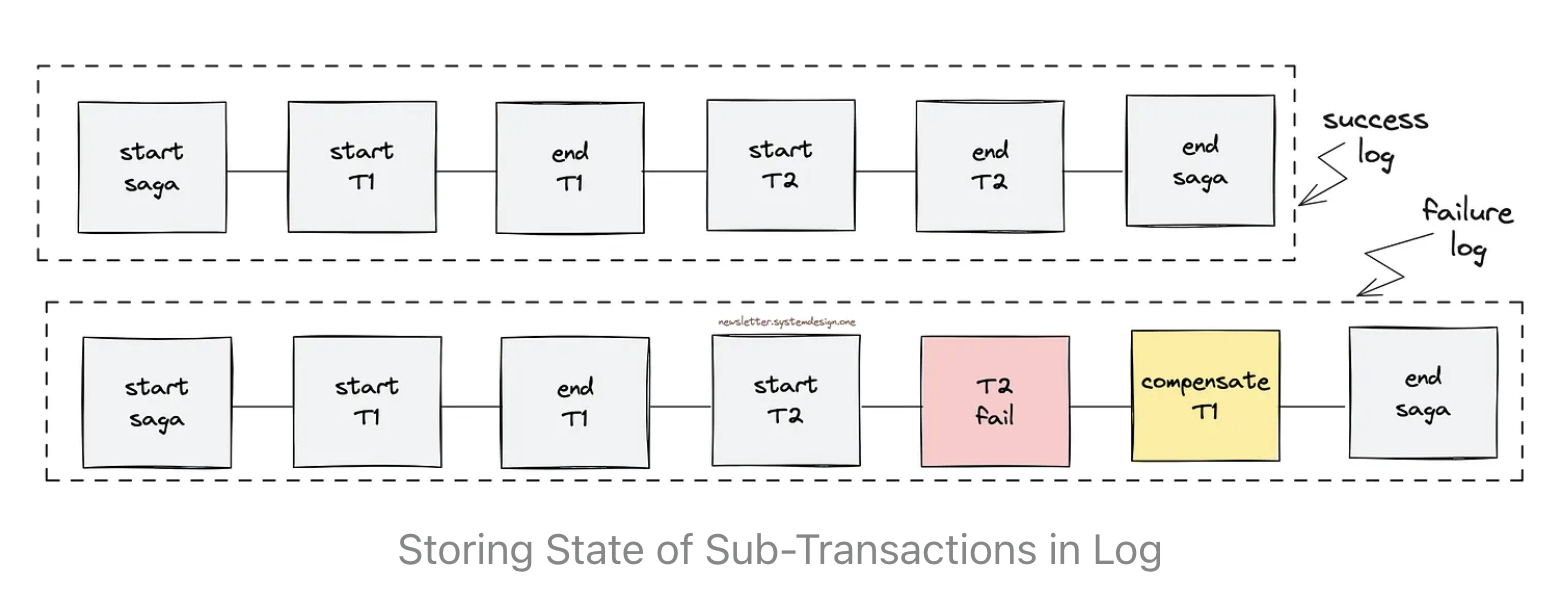 start
saga
start
T1
end
T1
start
T2
end
T2
end
saga
success
log
failure
log
newsletter.systemdesign.one
start
saga
start
T1
end
T1
start
T2
T2
fail
compensate
T1
end
saga
Storing State of Sub-Transactions in Log